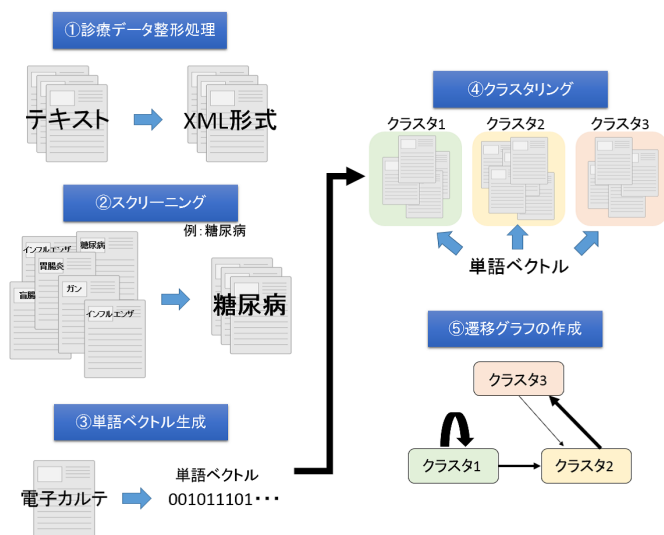 ①診療データ整形処理
テキスト
XML形式
②スクリーニング
例：糖尿病
インフルエンザ
糖尿病
胃腸炎
盲腸
ガン
インフルエンザ
糖尿病
③単語ベクトル生成
電子カルテ
単語ベクトル
001011101･･･
④クラスタリング
クラスタ1
クラスタ2
クラスタ3
単語ベクトル
⑤遷移グラフの作成
クラスタ3
クラスタ1
クラスタ2